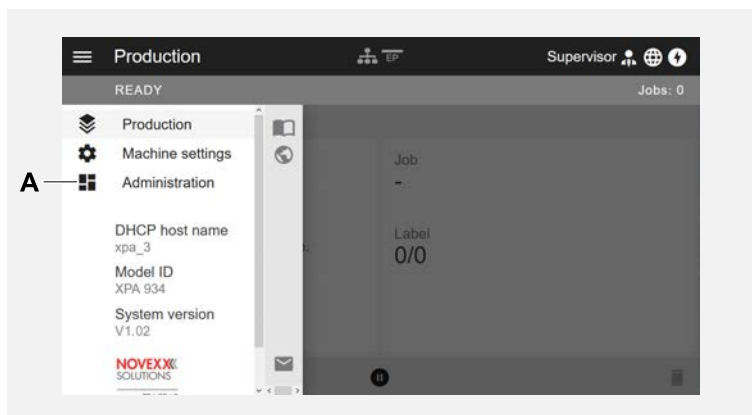 Production
EP
Supervisor
READY
Jobs: 0
Production
Machine settings
A
Administration
DHCP host name
xpa_3
Model ID
XPA 934
System version
V1.02
NOVEXX
SOLUTIONS
Job
-
Label
0/0